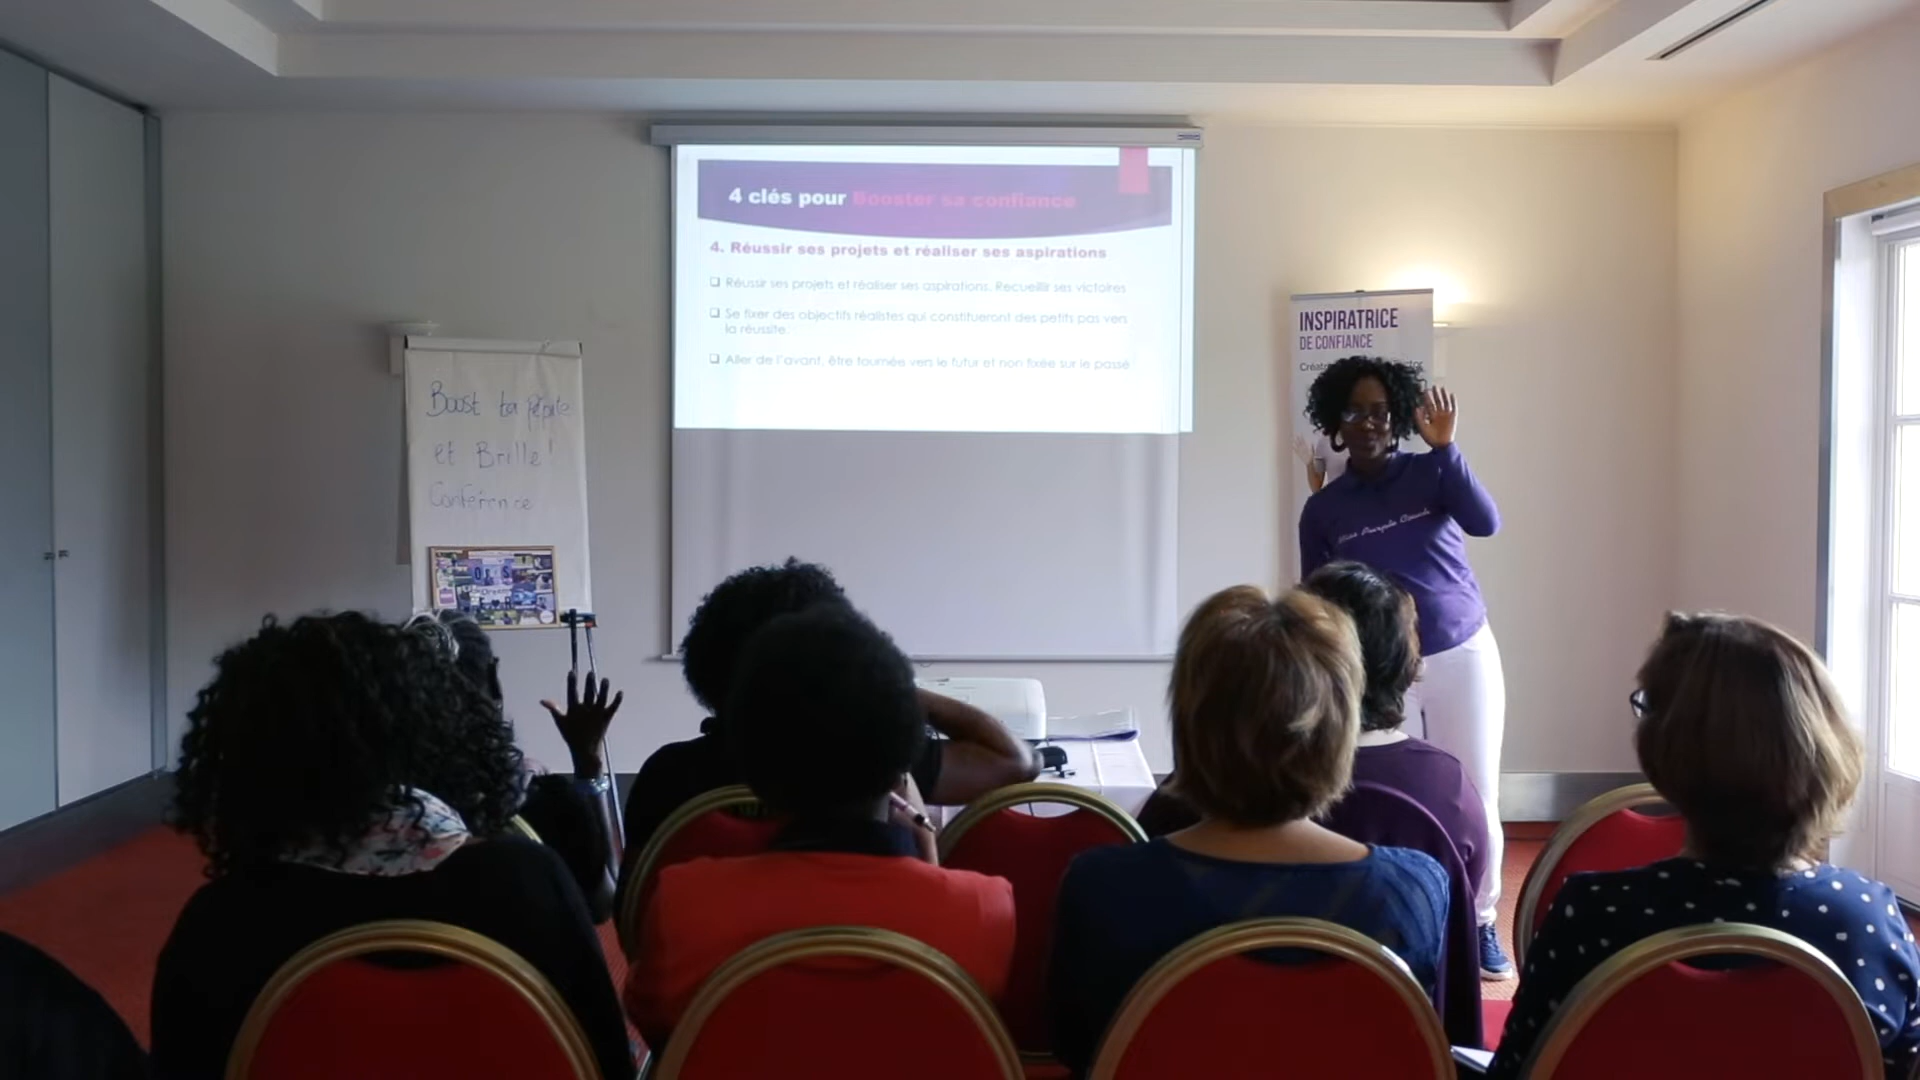 4 clés pour Booster sa confiance
4. Réussir ses projets et réaliser ses aspirations
Réussir ses projets et réaliser ses aspirations. Recueillir ses victoires
Se fixer des objectifs réalistes qui constitueront des petits pas vers
la réussite.
Aller de l'avant, être tournée vers le futur et non fixée sur le passé
Boost ta pépite
et Brille!
Conférence
INSPIRATRICE
DE CONFIANCE
Miss Purple Coach